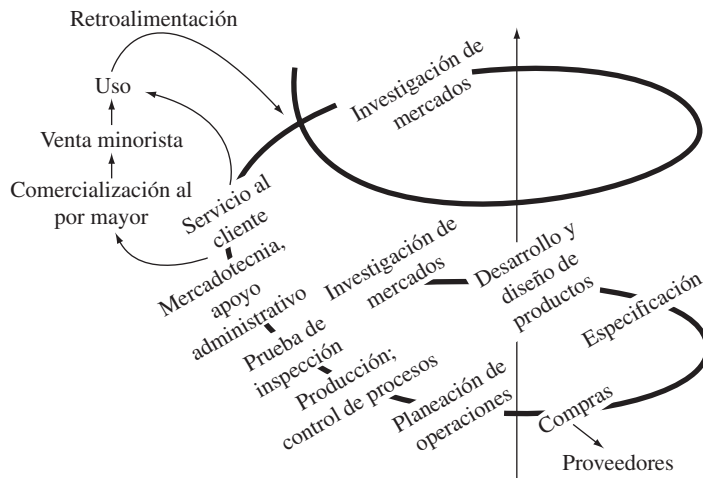 Retroalimentación
Uso
Venta minorista
Comercialización al
por mayor
Investigación de
mercados
Servicio al
cliente
Mercadotecnia,
apoyo
administrativo
Investigación de
mercados
Desarrollo y
diseño de
productos
Especificación
Prueba de
inspección
Producción;
control de procesos
Planeación de
operaciones
Compras
Proveedores